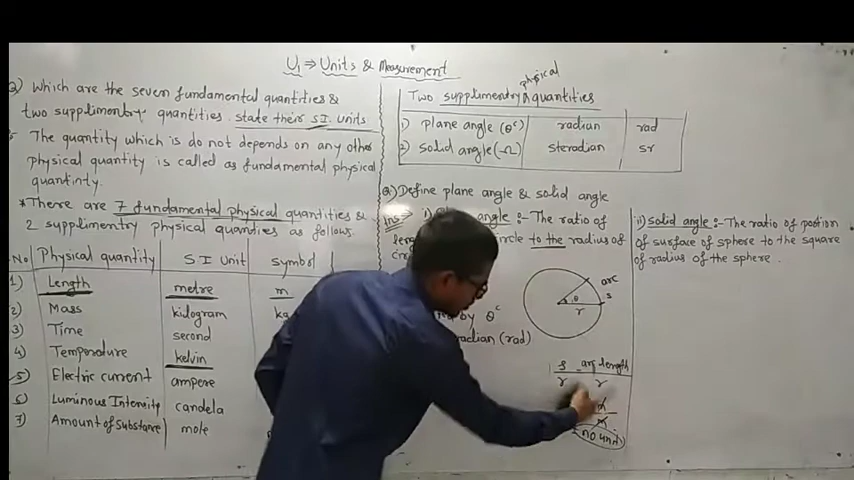 U₁ ⇒ Units & Measurement
Q) Which are the seven fundamental quantities &
two supplimentry quantities. state their SI units
The quantity which is do not depends on any other
physical quantity is called as fundamental physical
quantinty.
*There are 7 fundamental physical quantities &
2 supplimentry physical quanties as follows.
No Physical quantity SI Unit symbol
1) Length metre m
2) Mass kilogram kg
3) Time second
4) Temperature kelvin
5) Electric current ampere
6) Luminous Intensity candela
7) Amount of Substance mole
physical
Two supplimentry quantities
1) plane angle (θᶜ) radian rad
2) solid angle (Ω) steradian sr
Q) Define plane angle & solid angle
Ans i) angle :- The ratio of
circle to the radius of
by θᶜ
radian (rad)
arc
s
θ
r
s = arc length
r r
m
m
no unit
ii) solid angle :- The ratio of postion
of surface of sphere to the square
of radius of the sphere.